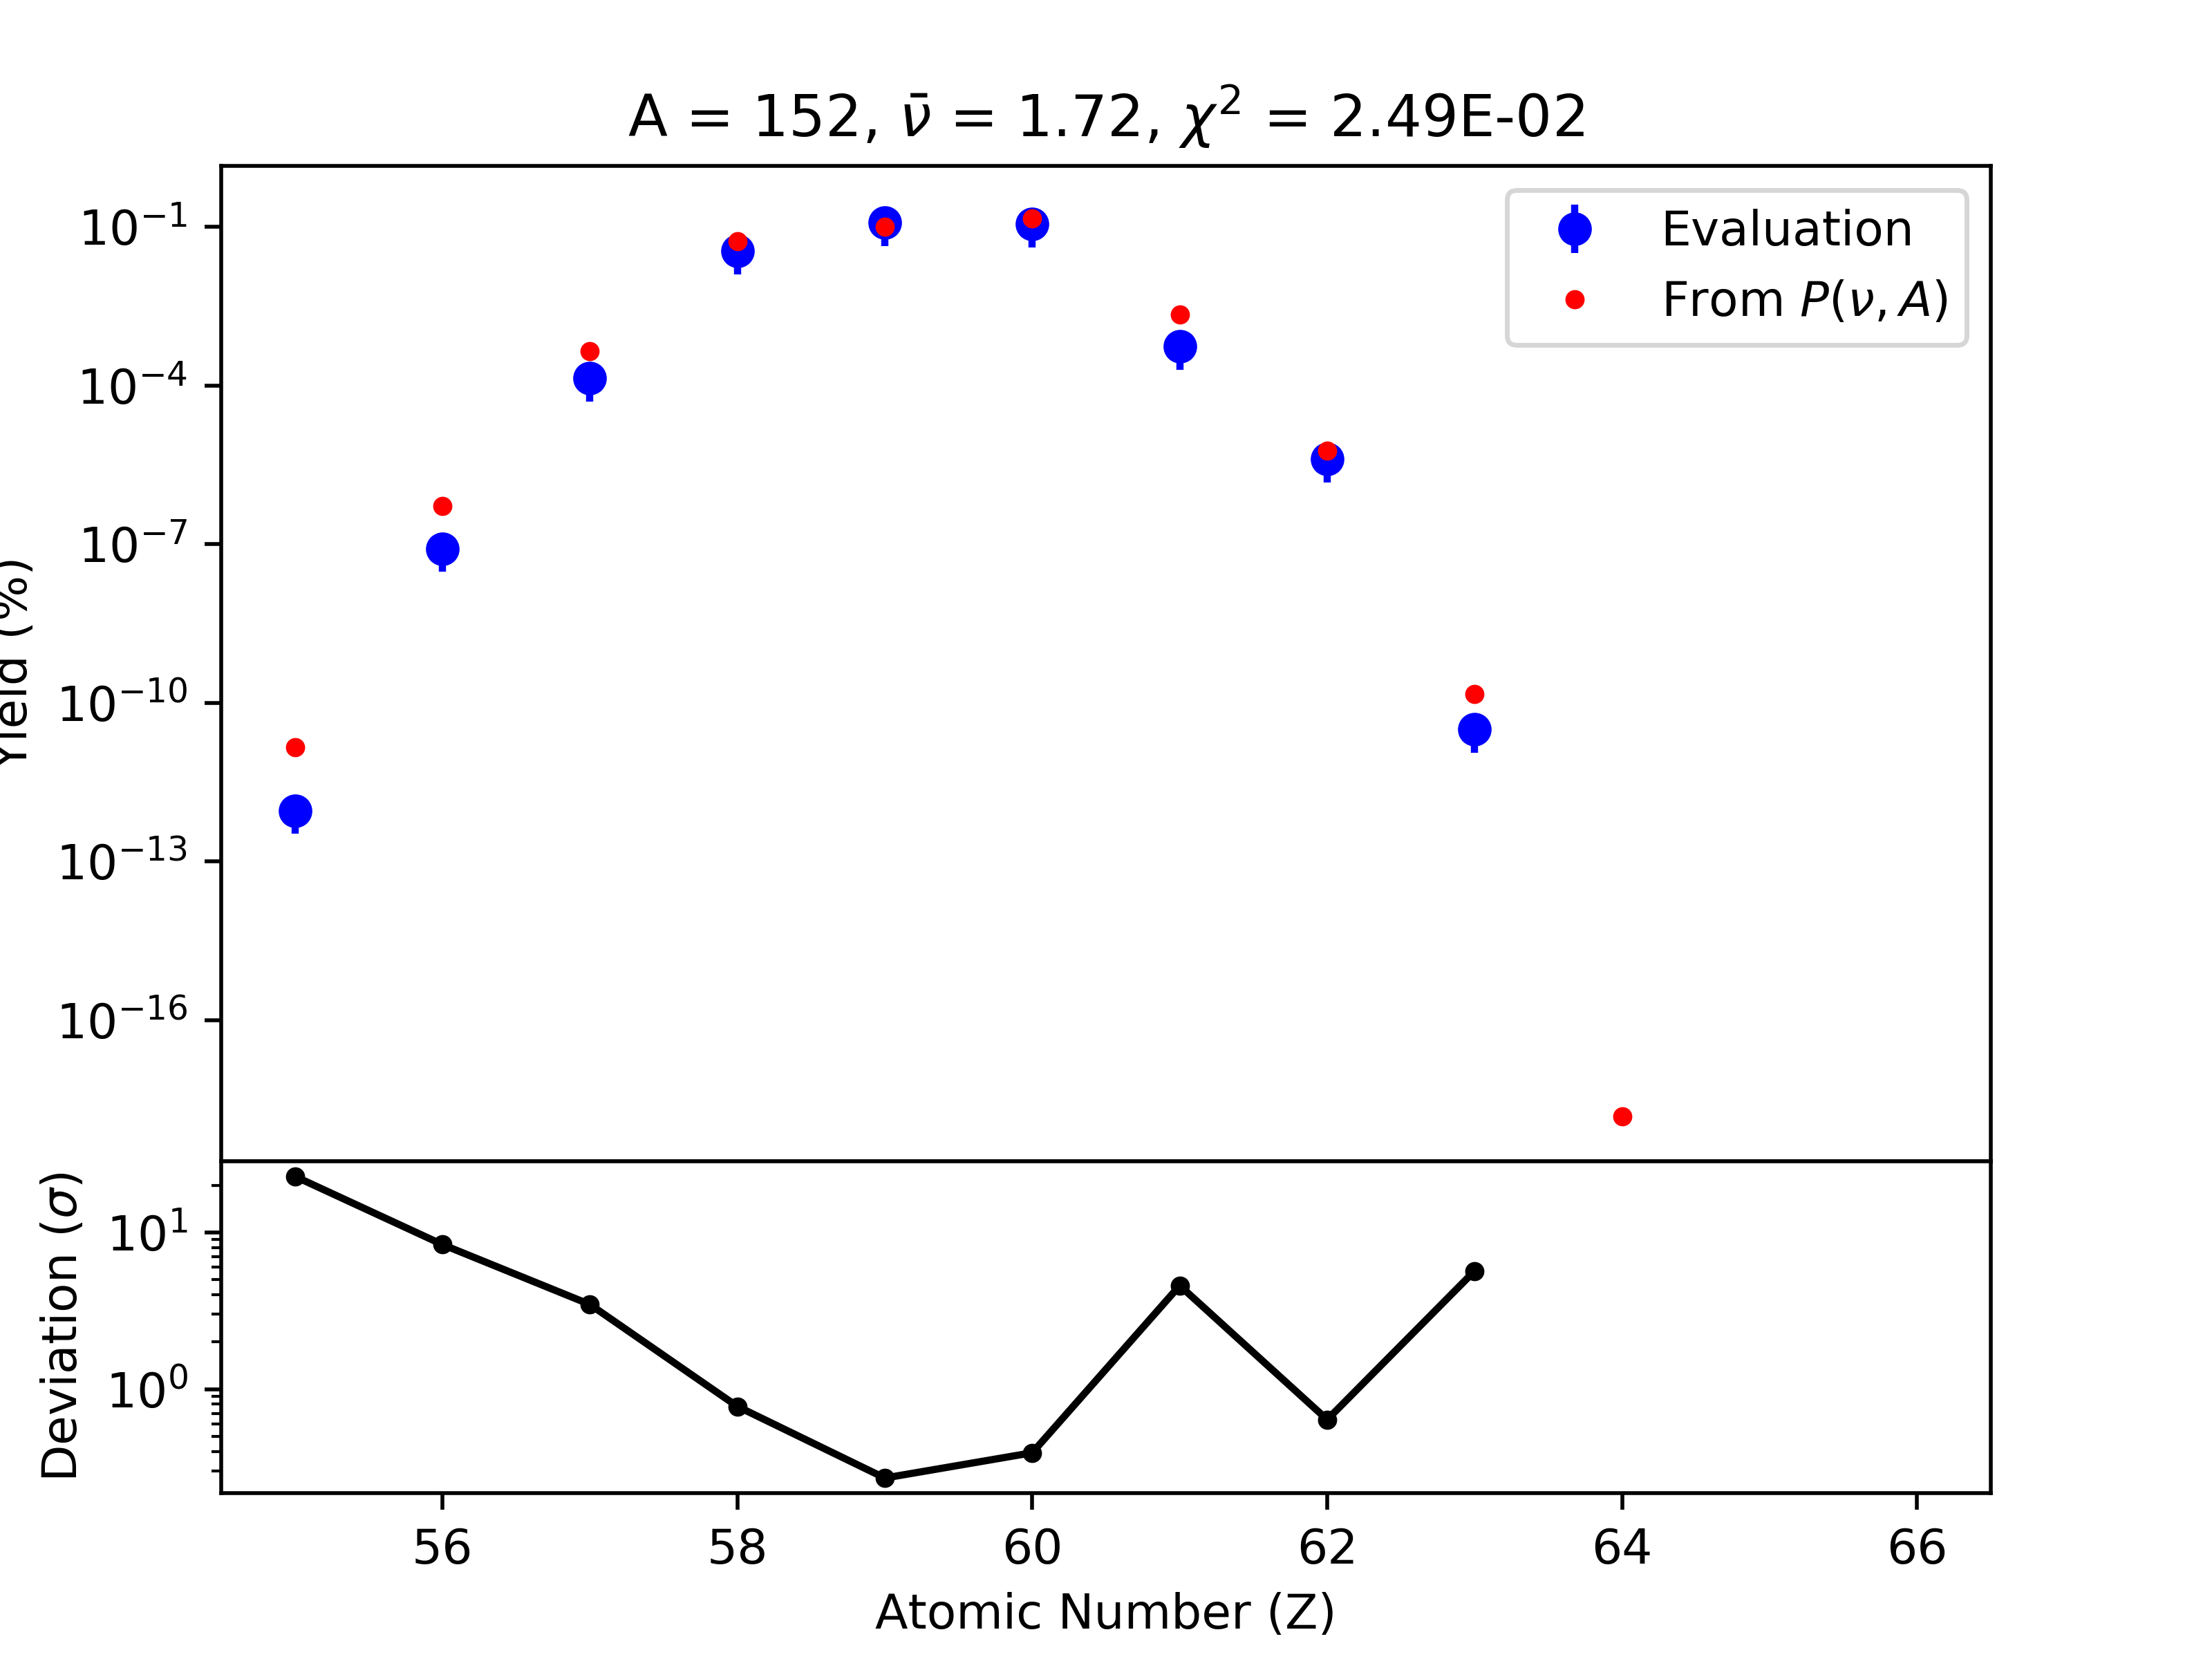 A = 152, ν̄ = 1.72, χ² = 2.49E-02
Evaluation
From P(ν, A)
Yield (%)
10⁻¹
10⁻⁴
10⁻⁷
10⁻¹⁰
10⁻¹³
10⁻¹⁶
Deviation (σ)
10¹
10⁰
56 58 60 62 64 66
Atomic Number (Z)